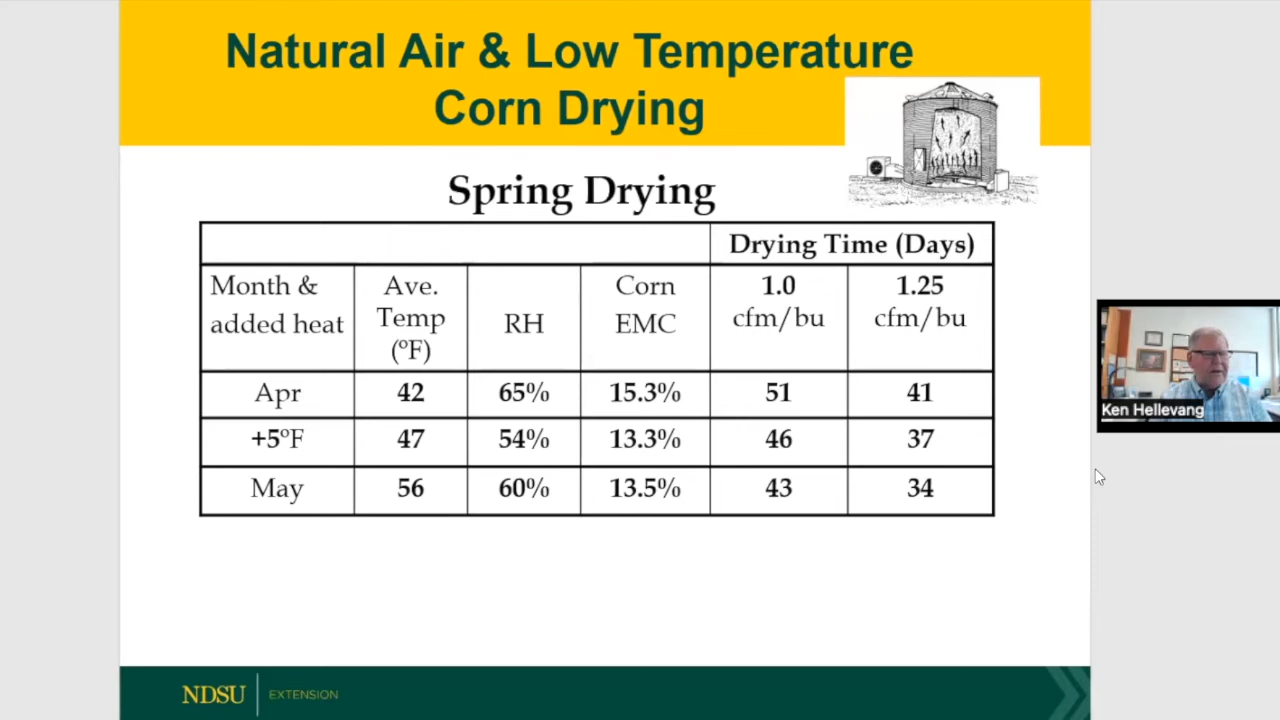 Natural Air & Low Temperature
Corn Drying
Spring Drying
Drying Time (Days)
Month & added heat
Ave. Temp (ºF)
RH
Corn EMC
1.0 cfm/bu
1.25 cfm/bu
Apr 42 65% 15.3% 51 41
+5ºF 47 54% 13.3% 46 37
May 56 60% 13.5% 43 34
Ken Hellevang
NDSU EXTENSION